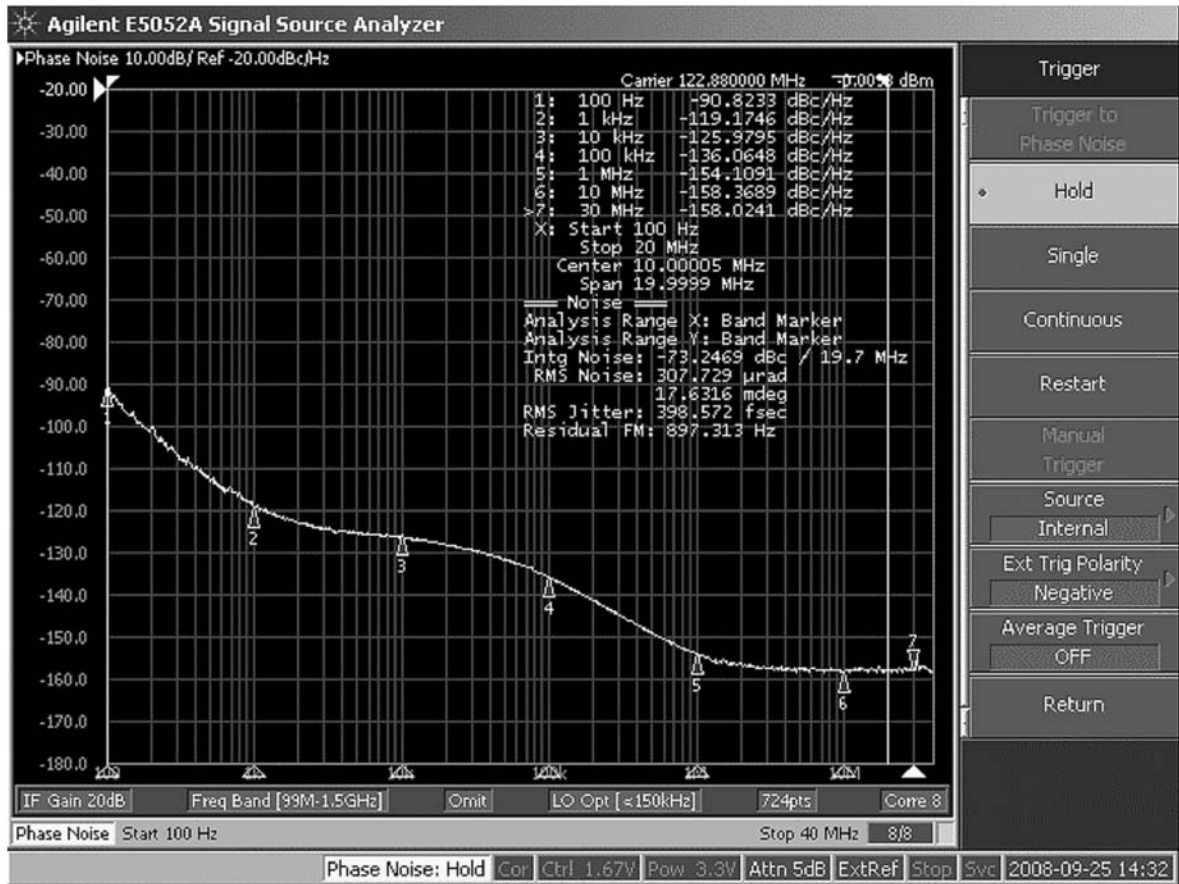 Agilent E5052A Signal Source Analyzer
▶Phase Noise 10.00dB/ Ref -20.00dBc/Hz
-20.00
-30.00
-40.00
-50.00
-60.00
-70.00
-80.00
-90.00
-100.0
-110.0
-120.0
-130.0
-140.0
-150.0
-160.0
-170.0
-180.0
Carrier 122.880000 MHz dBm
1: 100 Hz -90.8233 dBc/Hz
2: 1 kHz -119.1746 dBc/Hz
3: 10 kHz -125.9795 dBc/Hz
4: 100 kHz -136.0648 dBc/Hz
5: 1 MHz -154.1091 dBc/Hz
6: 10 MHz -158.3689 dBc/Hz
>7: 30 MHz -158.0241 dBc/Hz
X: Start 100 Hz
Stop 20 MHz
Center 10.00005 MHz
Span 19.9999 MHz
Noise
Analysis Range X: Band Marker
Analysis Range Y: Band Marker
Intg Noise: -73.2469 dBc / 19.7 MHz
RMS Noise: 307.729 µrad
17.6316 mdeg
RMS Jitter: 398.572 fsec
Residual FM: 897.313 Hz
1
2
3
4
5
6
7
IF Gain 20dB
Freq Band [99M-1.5GHz]
Omit
LO Opt [<150kHz]
724pts
Corre 8
Phase Noise
Start 100 Hz
Stop 40 MHz
8/8
Phase Noise: Hold
Cor
Ctrl 1.67V
Pow 3.3V
Attn 5dB
ExtRef
Stop
Svc
2008-09-25 14:32
Trigger
Trigger to
Phase Noise
Hold
Single
Continuous
Restart
Manual
Trigger
Source
Internal
Ext Trig Polarity
Negative
Average Trigger
OFF
Return